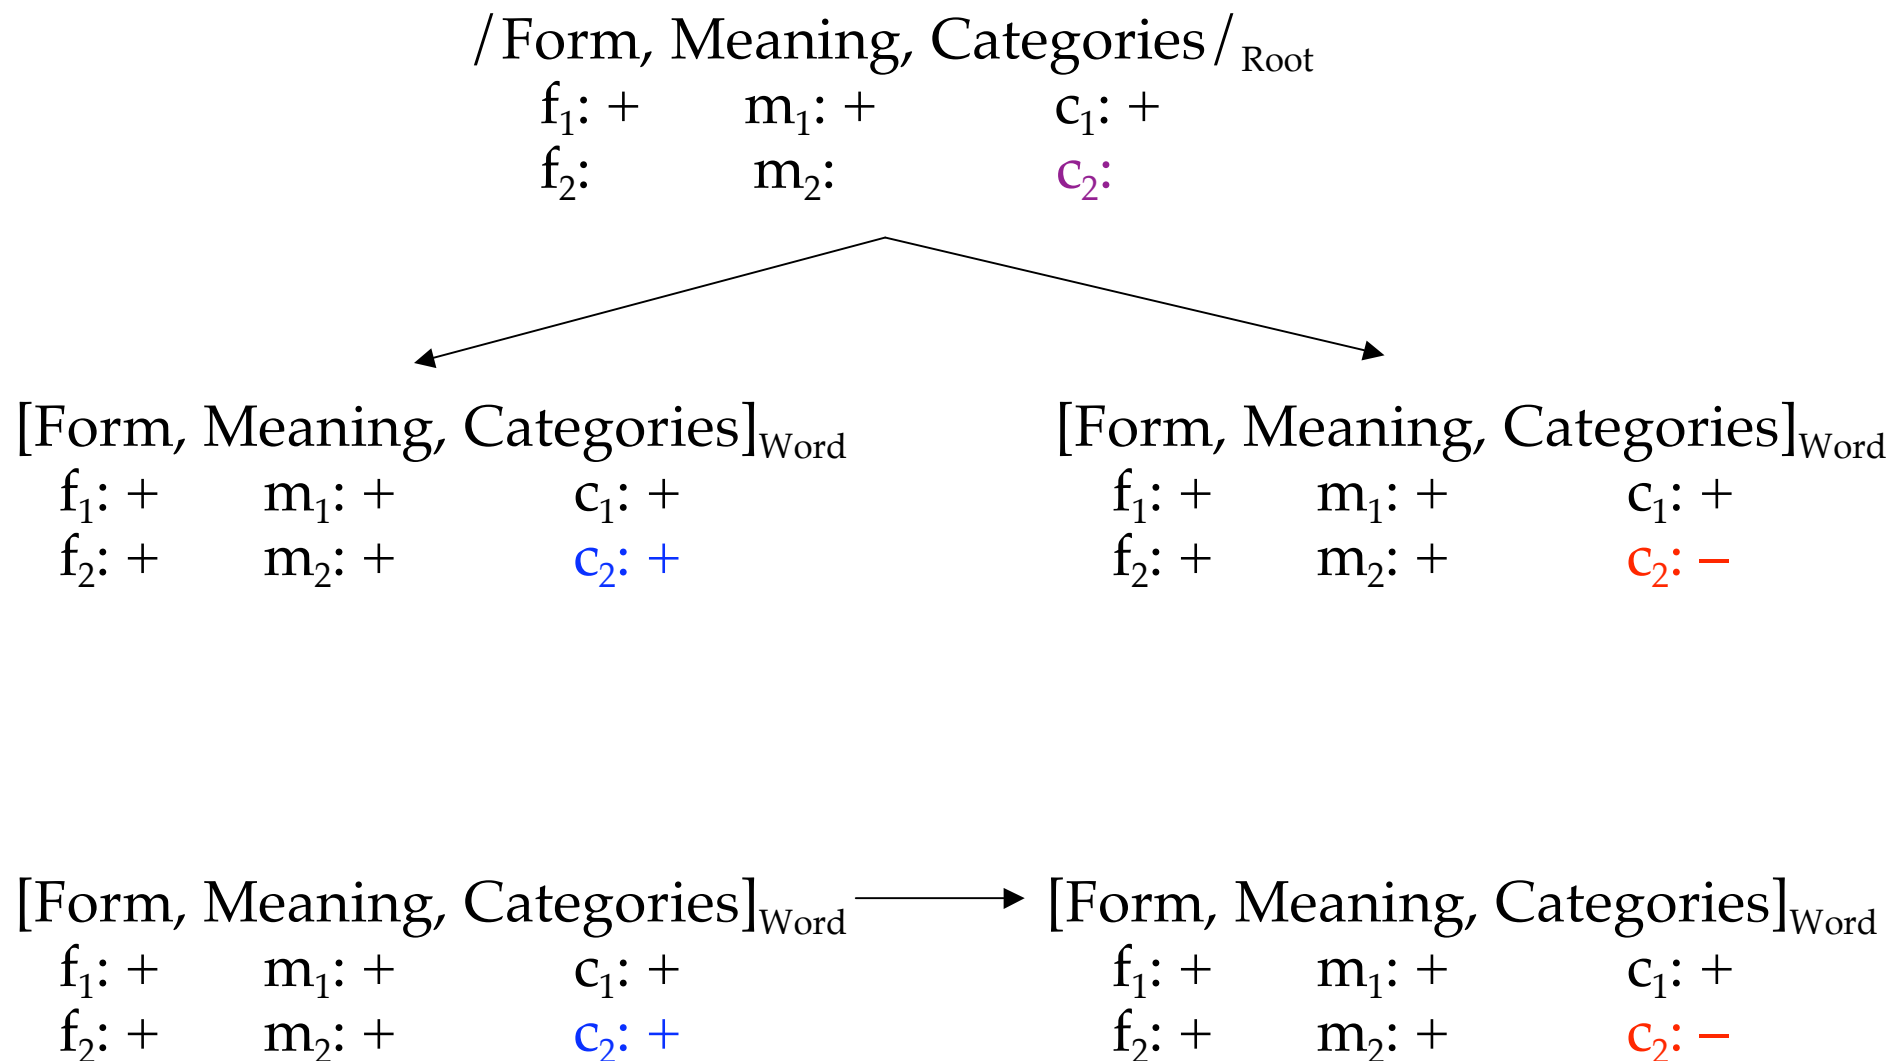 /Form, Meaning, Categories/Root
f1: + m1: + c1: +
f2: m2: c2:
[Form, Meaning, Categories]Word [Form, Meaning, Categories]Word
f1: + m1: + c1: + f1: + m1: + c1: +
f2: + m2: + c2: + f2: + m2: + c2: –
[Form, Meaning, Categories]Word [Form, Meaning, Categories]Word
f1: + m1: + c1: + f1: + m1: + c1: +
f2: + m2: + c2: + f2: + m2: + c2: –